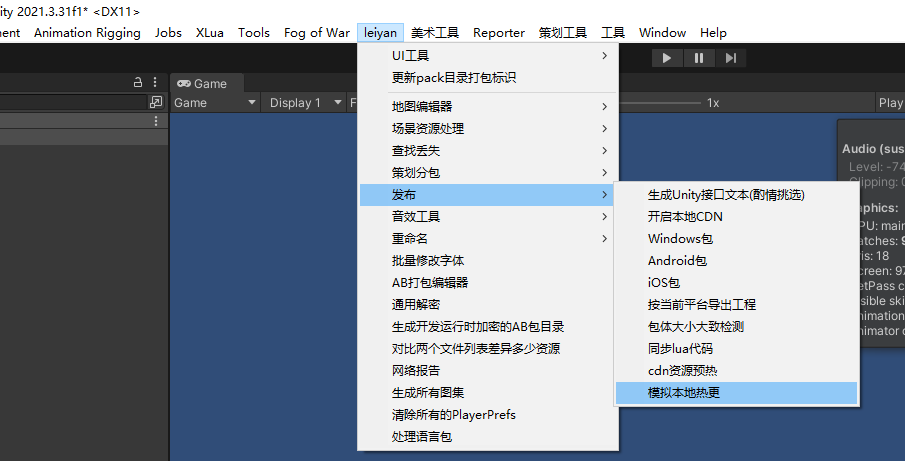 ity 2021.3.31f1* <DX11>
ent Animation Rigging Jobs XLua Tools Fog of War leiyan 美术工具 Reporter 策划工具 工具 Window Help
Game
Game Display 1 F 1x Play
UI工具
更新pack目录打包标识
地图编辑器
场景资源处理
查找丢失
策划分包
发布
音效工具
重命名
批量修改字体
AB打包编辑器
通用解密
生成开发运行时加密的AB包目录
对比两个文件列表差异多少资源
网络报告
生成所有图集
清除所有的PlayerPrefs
处理语言包
生成Unity接口文本(酌情挑选)
开启本地CDN
Windows包
Android包
iOS包
按当前平台导出工程
包体大小大致检测
同步lua代码
cdn资源预热
模拟本地热更
Audio (sus
Level: -74
Clipping: 0
aphics:
PU: main
atches: 9
ris: 18
creen: 97
etPass c
isible ski
nimation
nimator c